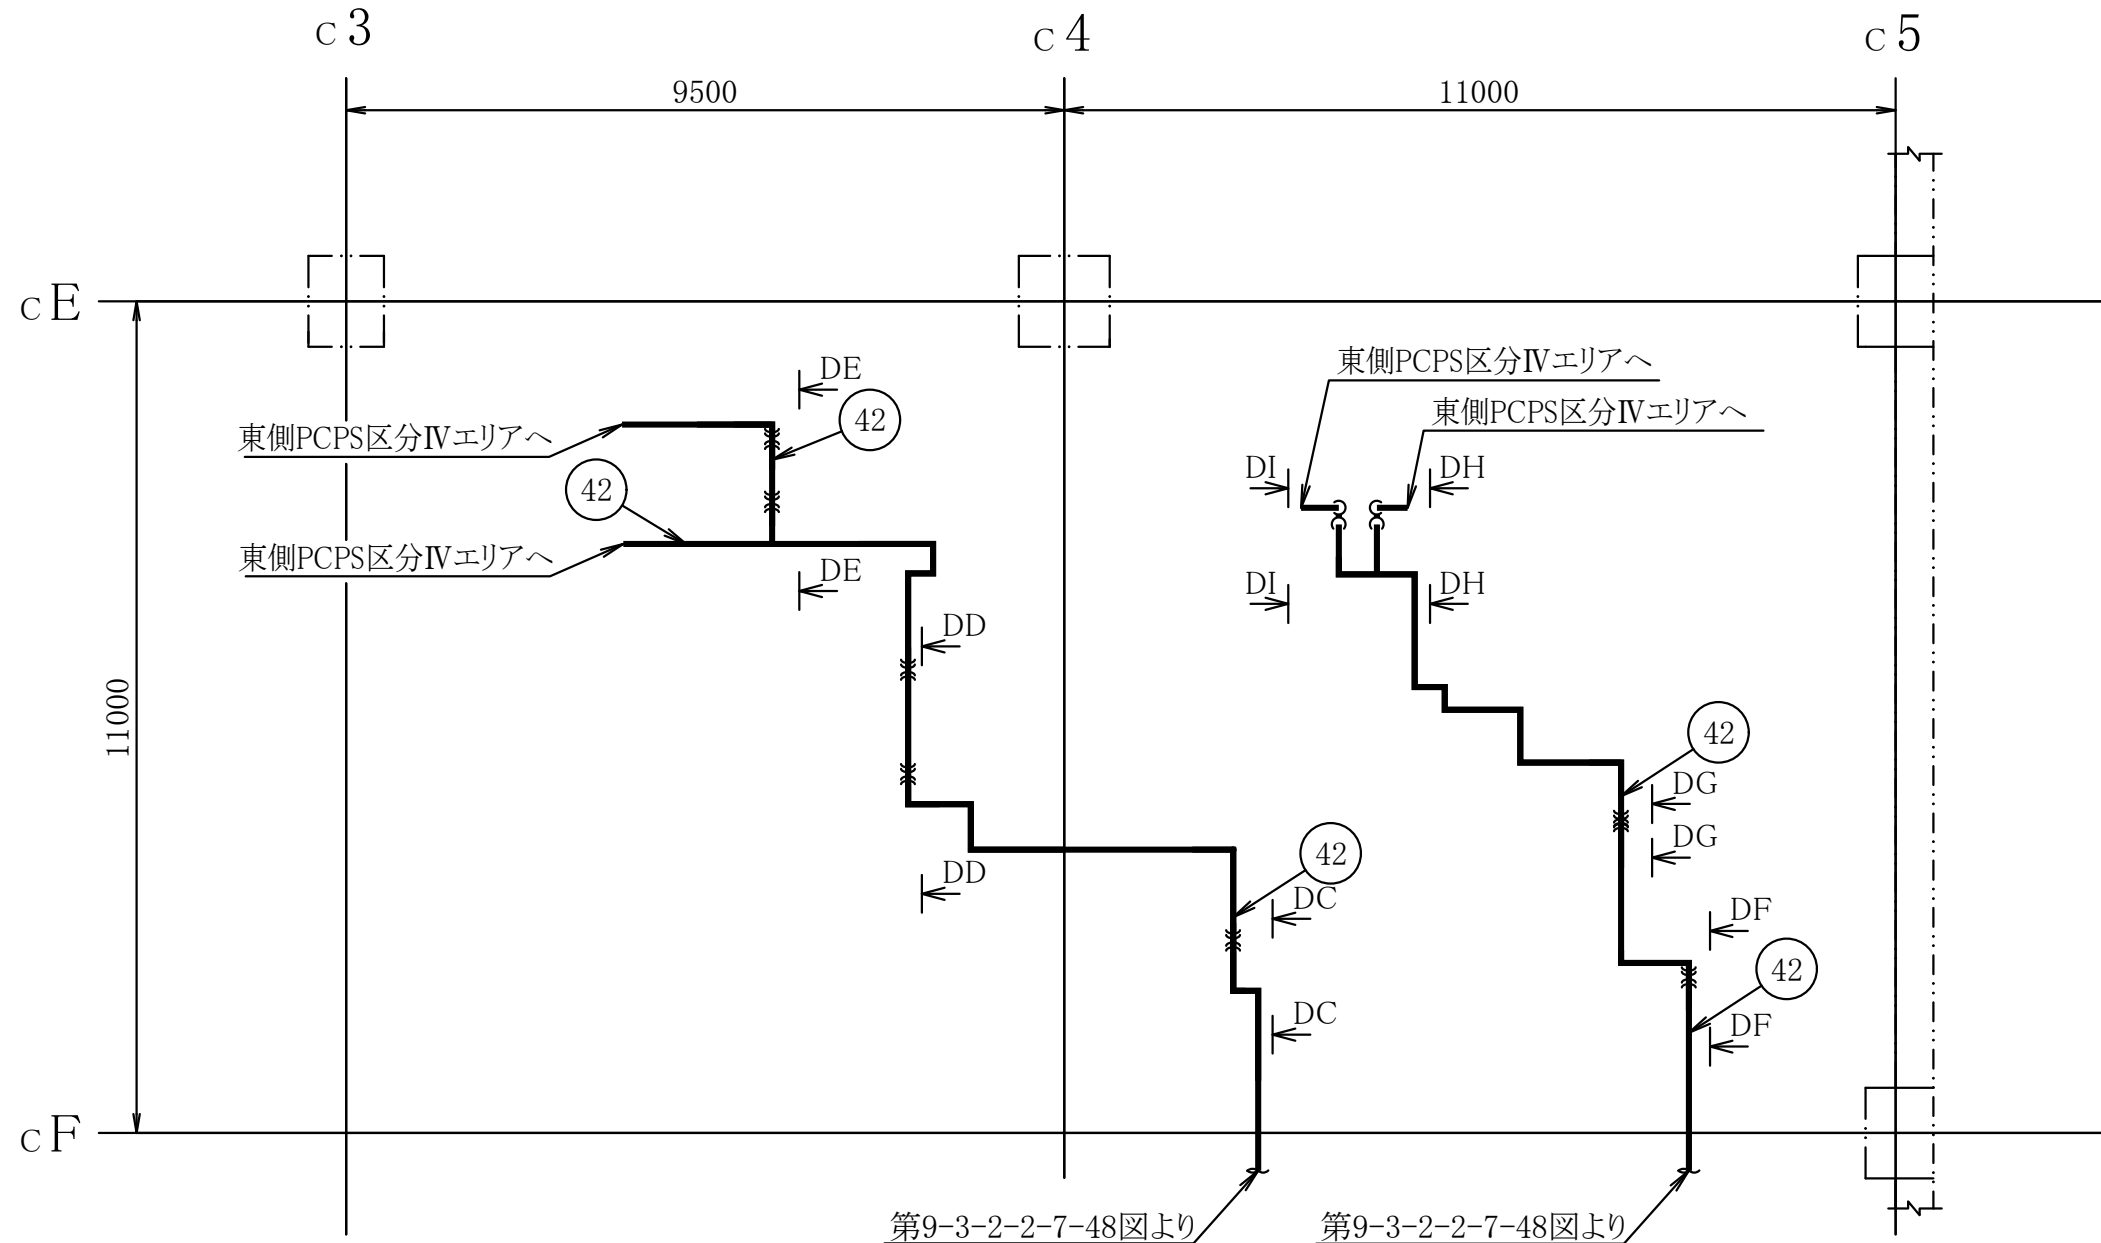 C3
C4
C5
9500
11000
CE
東側PCPS区分Ⅳエリアへ
DE
42
東側PCPS区分Ⅳエリアへ
東側PCPS区分Ⅳエリアへ
DI
DH
42
東側PCPS区分Ⅳエリアへ
DE
DI
DH
DD
11000
42
DG
DG
42
DD
DC
DF
42
DC
DF
CF
第9-3-2-2-7-48図より
第9-3-2-2-7-48図より